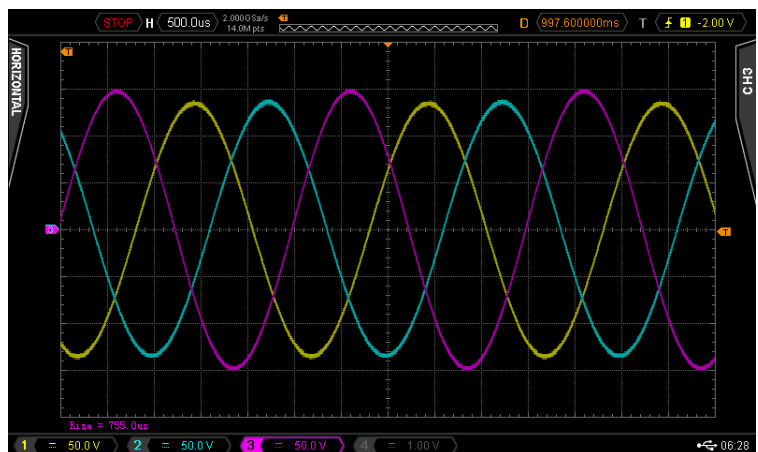 STOP H 500.0us 2.000GSa/s 14.0M pts T D 997.600000ms T 1 -2.00 V
HORIZONTAL
CH3
T
3
T
Rise = 755.0us
1 = 50.0 V 2 = 50.0 V 3 = 50.0 V 4 = 1.00 V 06:28